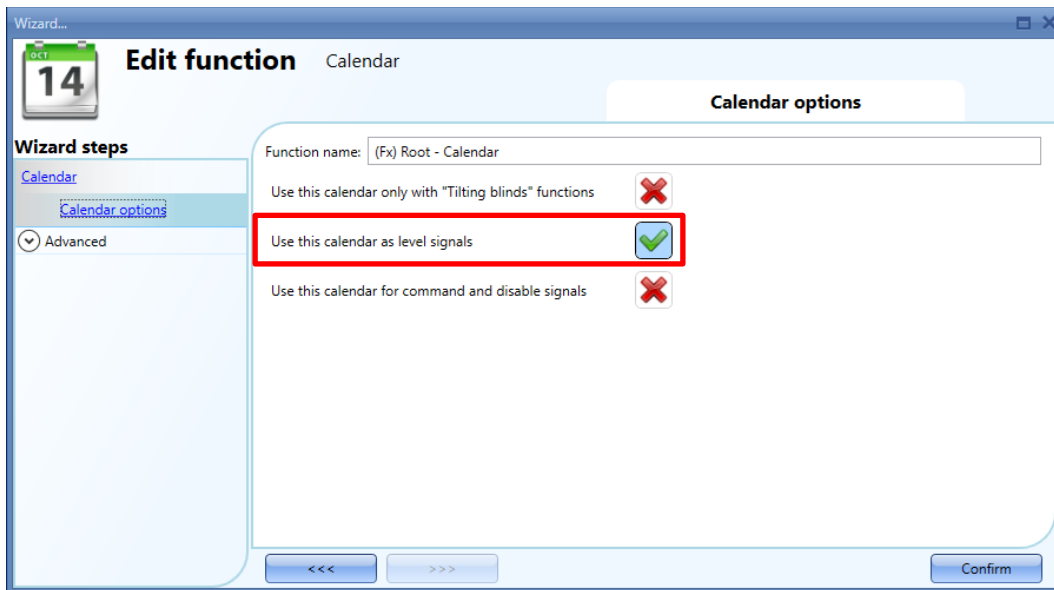 Wizard...
OCT
14
Edit function Calendar
Calendar options
Wizard steps
Calendar
Calendar options
Advanced
Function name: (Fx) Root - Calendar
Use this calendar only with "Tilting blinds" functions
Use this calendar as level signals
Use this calendar for command and disable signals
<<< >>> Confirm